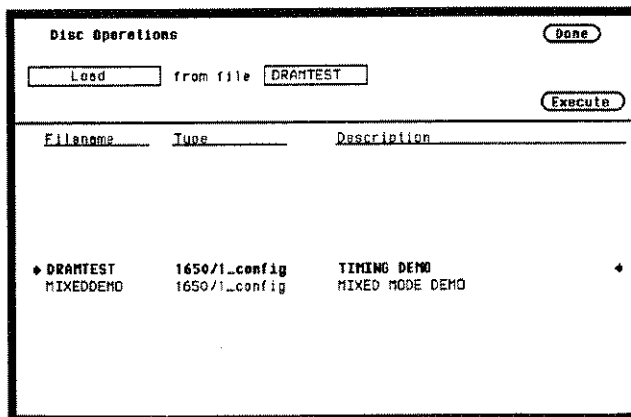 Disc Operations Done
Load from file DRAMTEST
Execute
Filename Type Description
DRAMTEST 1650/1_config TIMING DEMO
MIXEDDEMO 1650/1_config MIXED MODE DEMO